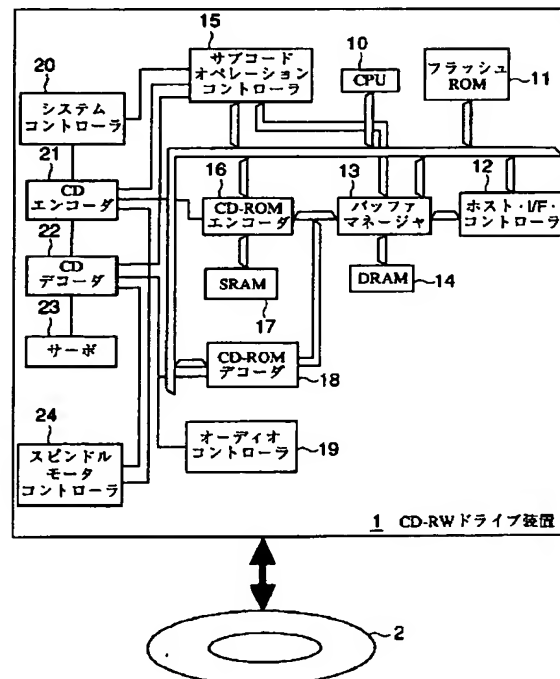 15
サブコード
オペレーション
コントローラ
10
CPU
フラッシュ
ROM
11
20
システム
コントローラ
21
CD
エンコーダ
22
CD
デコーダ
23
サーボ
24
スピンドル
モータ
コントローラ
16
CD-ROM
エンコーダ
13
バッファ
マネージャ
12
ホスト・I/F・
コントローラ
SRAM
17
DRAM
14
CD-ROM
デコーダ
18
オーディオ
コントローラ
19
1 CD-RWドライブ装置
2